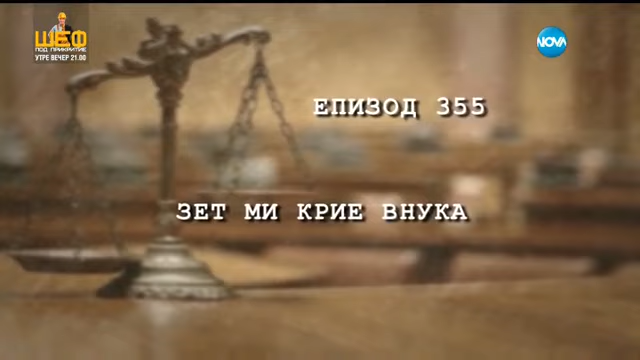 ШЕФ
ПОД ПРИКРИТИЕ
УТРЕ ВЕЧЕР 21.00
NOVA
ЕПИЗОД 355
ЗЕТ МИ КРИЕ ВНУКА